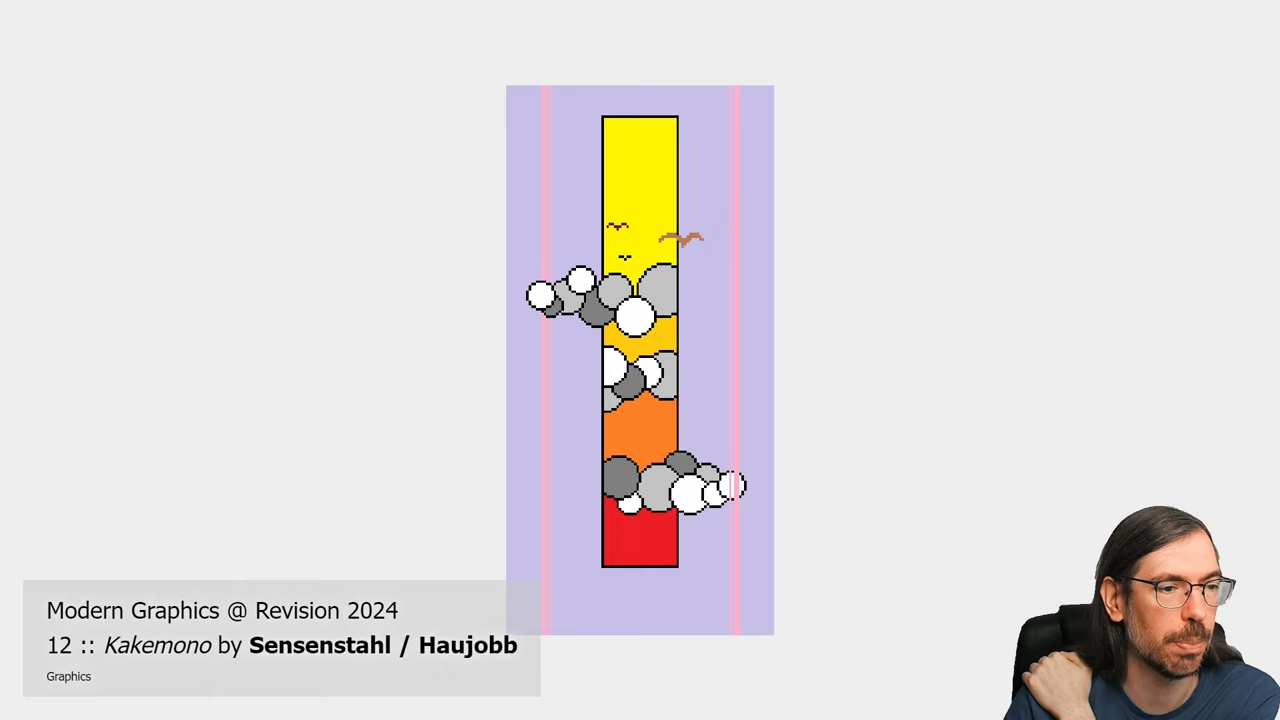 Modern Graphics @ Revision 2024
12 :: Kakemono by Sensenstahl / Haujobb
Graphics